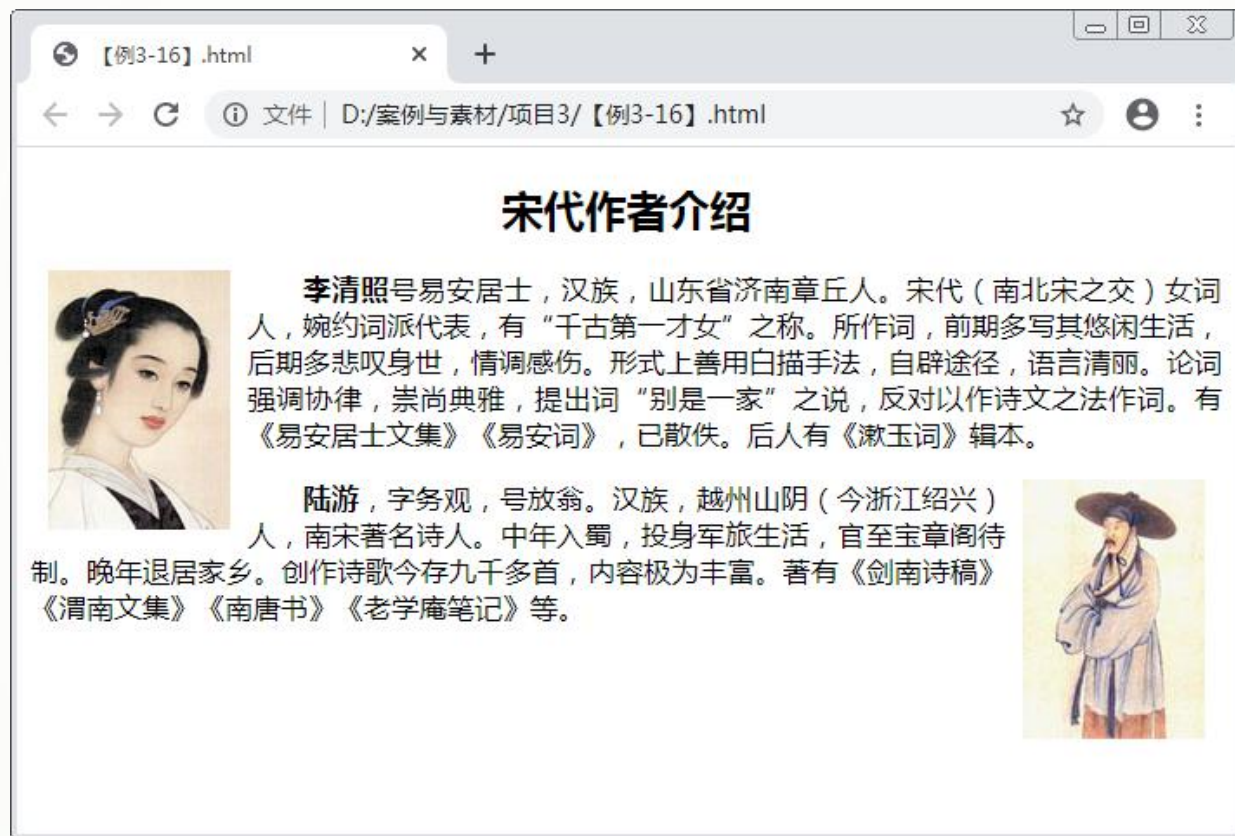 【例3-16】.html
文件 | D:/案例与素材/项目3/【例3-16】.html
宋代作者介绍
李清照号易安居士，汉族，山东省济南章丘人。宋代（南北宋之交）女词
人，婉约词派代表，有“千古第一才女”之称。所作词，前期多写其悠闲生活，
后期多悲叹身世，情调感伤。形式上善用白描手法，自辟途径，语言清丽。论词
强调协律，崇尚典雅，提出词“别是一家”之说，反对以作诗文之法作词。有
《易安居士文集》《易安词》，已散佚。后人有《漱玉词》辑本。
陆游，字务观，号放翁。汉族，越州山阴（今浙江绍兴）
人，南宋著名诗人。中年入蜀，投身军旅生活，官至宝章阁待
制。晚年退居家乡。创作诗歌今存九千多首，内容极为丰富。著有《剑南诗稿》
《渭南文集》《南唐书》《老学庵笔记》等。